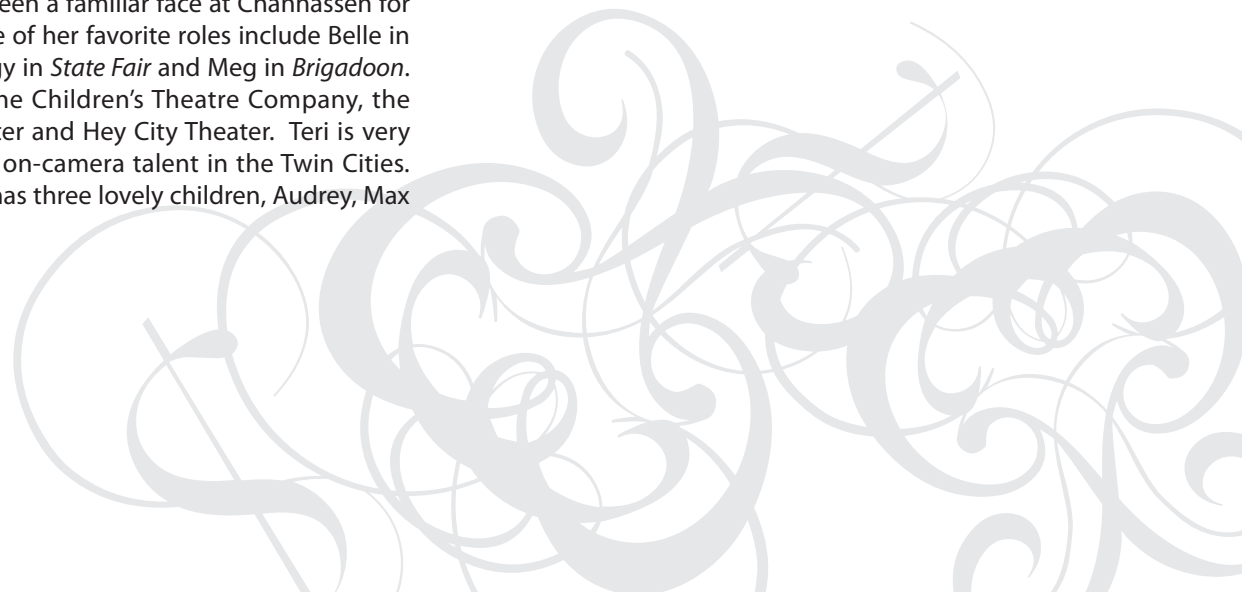 een a familiar face at Chanhassen for
e of her favorite roles include Belle in
gy in State Fair and Meg in Brigadoon.
he Children's Theatre Company, the
ter and Hey City Theater. Teri is very
on-camera talent in the Twin Cities.
as three lovely children, Audrey, Max